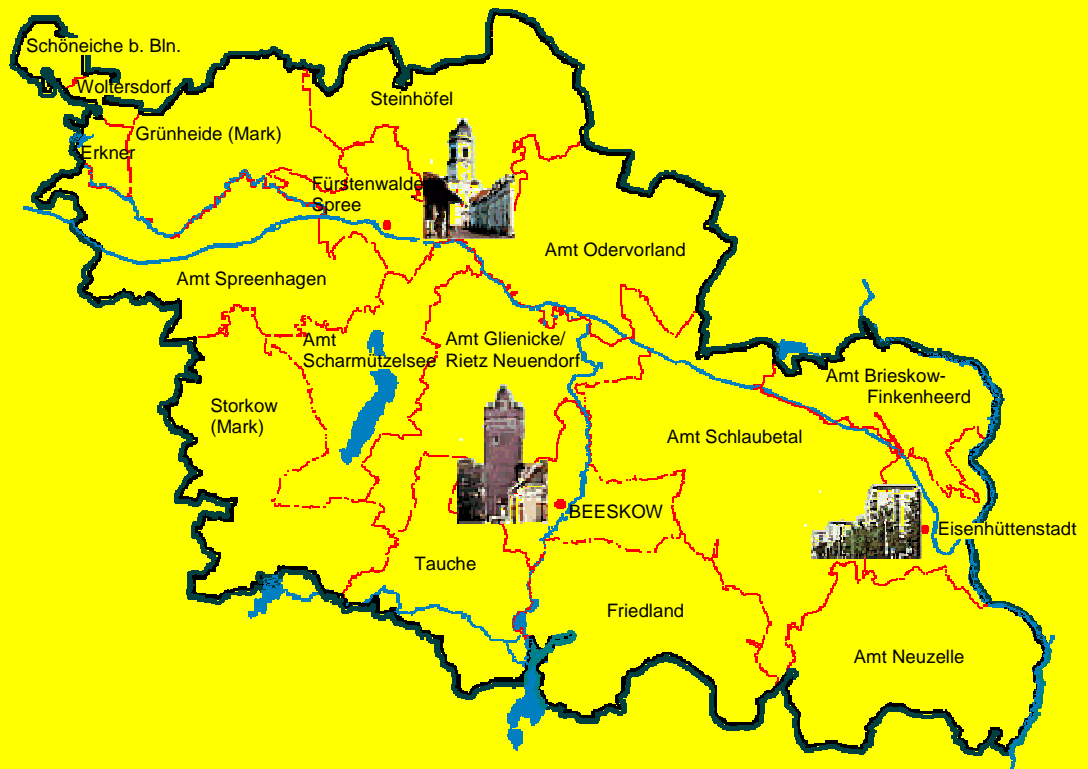 Schöneiche b. Bln.
Woltersdorf
Steinhöfel
Grünheide (Mark)
Erkner
Fürstenwalde
Spree
Amt Odervorland
Amt Spreenhagen
Amt
Scharmützelsee
Amt Glienicke/
Rietz Neuendorf
Amt Brieskow-
Finkenheerd
Storkow
(Mark)
Amt Schlaubetal
BEESKOW
Eisenhüttenstadt
Tauche
Friedland
Amt Neuzelle